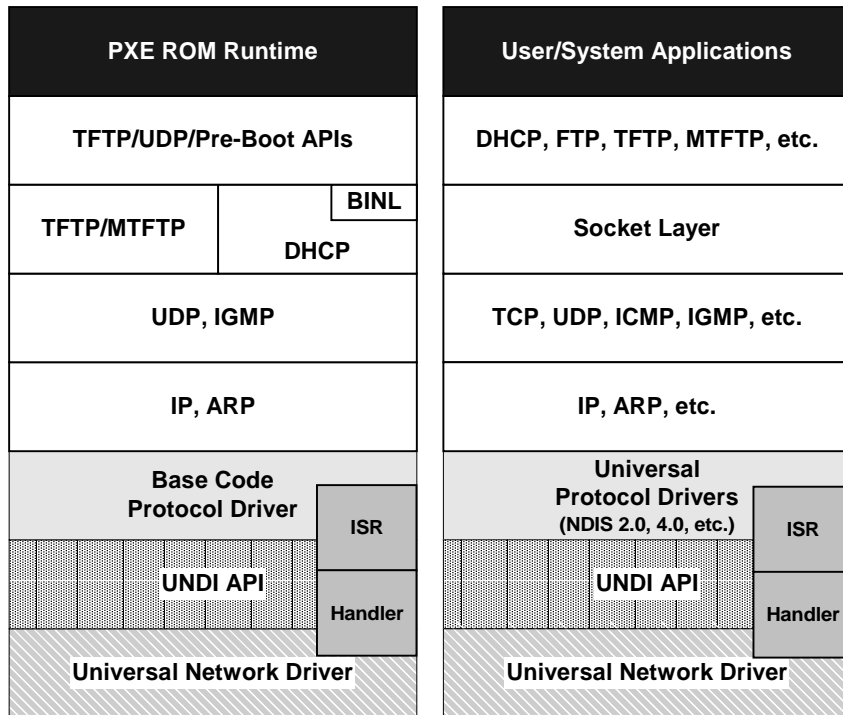 PXE ROM Runtime
TFTP/UDP/Pre-Boot APIs
BINL
TFTP/MTFTP
DHCP
UDP, IGMP
IP, ARP
Base Code
Protocol Driver
ISR
UNDI API
Handler
Universal Network Driver
User/System Applications
DHCP, FTP, TFTP, MTFTP, etc.
Socket Layer
TCP, UDP, ICMP, IGMP, etc.
IP, ARP, etc.
Universal
Protocol Drivers
(NDIS 2.0, 4.0, etc.)
ISR
UNDI API
Handler
Universal Network Driver